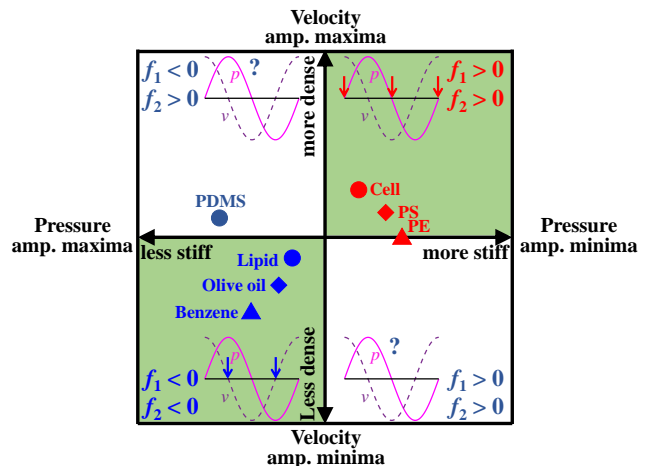 Velocity
amp. maxima
f₁ < 0
f₂ > 0
p
?
v
more dense
p
v
f₁ > 0
f₂ > 0
Cell
PS
PE
PDMS
Pressure
amp. maxima
less stiff
more stiff
Pressure
amp. minima
Lipid
Olive oil
Benzene
p
v
f₁ < 0
f₂ < 0
Less dense
p
?
v
f₁ > 0
f₂ > 0
Velocity
amp. minima